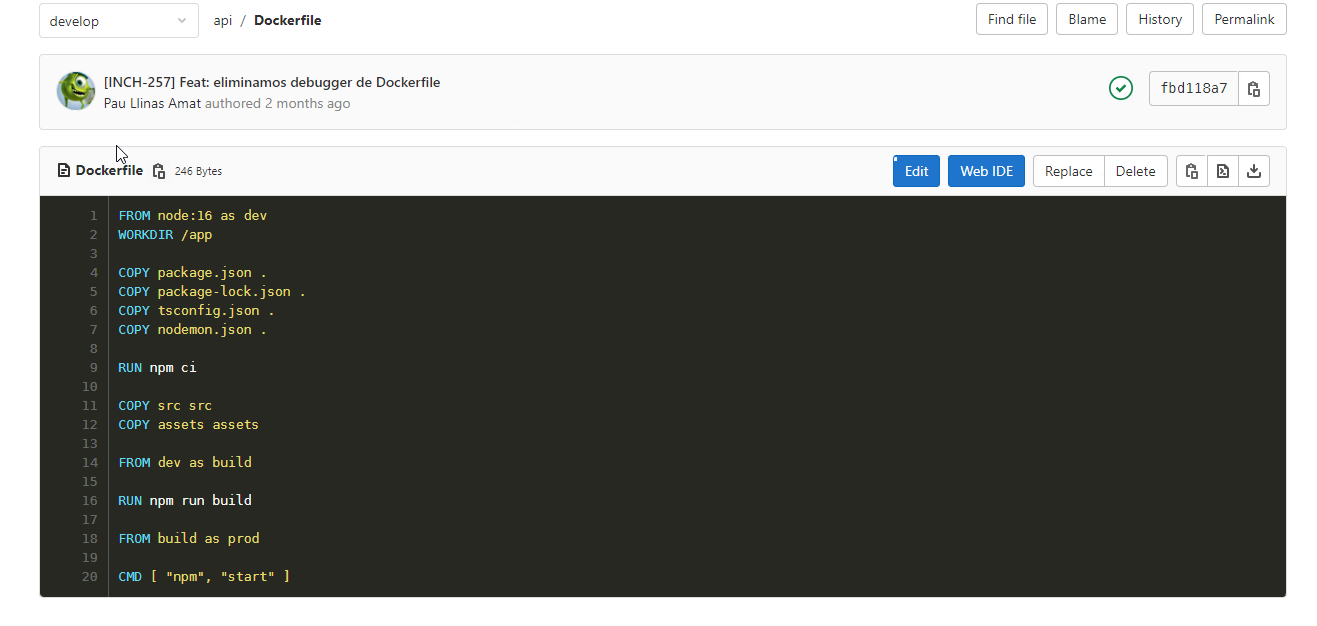 develop
api / Dockerfile
Find file
Blame
History
Permalink
[INCH-257] Feat: eliminamos debugger de Dockerfile
Pau Llinas Amat authored 2 months ago
fbd118a7
Dockerfile 246 Bytes
Edit
Web IDE
Replace
Delete
1 FROM node:16 as dev
2 WORKDIR /app
3
4 COPY package.json .
5 COPY package-lock.json .
6 COPY tsconfig.json .
7 COPY nodemon.json .
8
9 RUN npm ci
10
11 COPY src src
12 COPY assets assets
13
14 FROM dev as build
15
16 RUN npm run build
17
18 FROM build as prod
19
20 CMD [ "npm", "start" ]